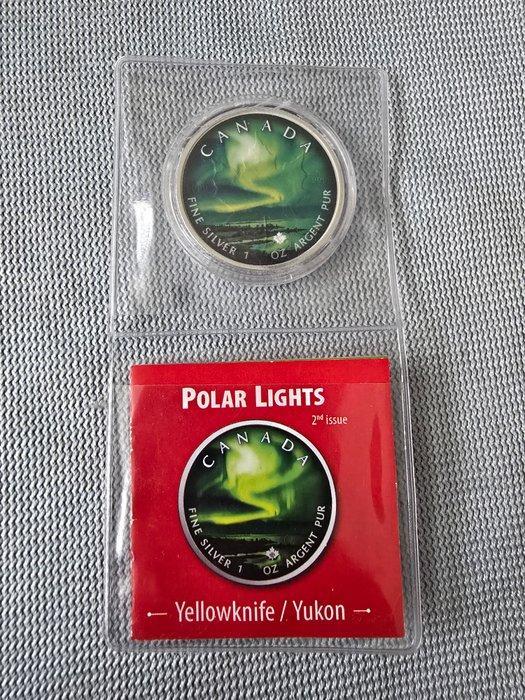 CANADA
FINE SILVER 1 OZ ARGENT PUR
POLAR LIGHTS
2nd issue
CANADA
FINE SILVER 1 OZ ARGENT PUR
Yellowknife / Yukon